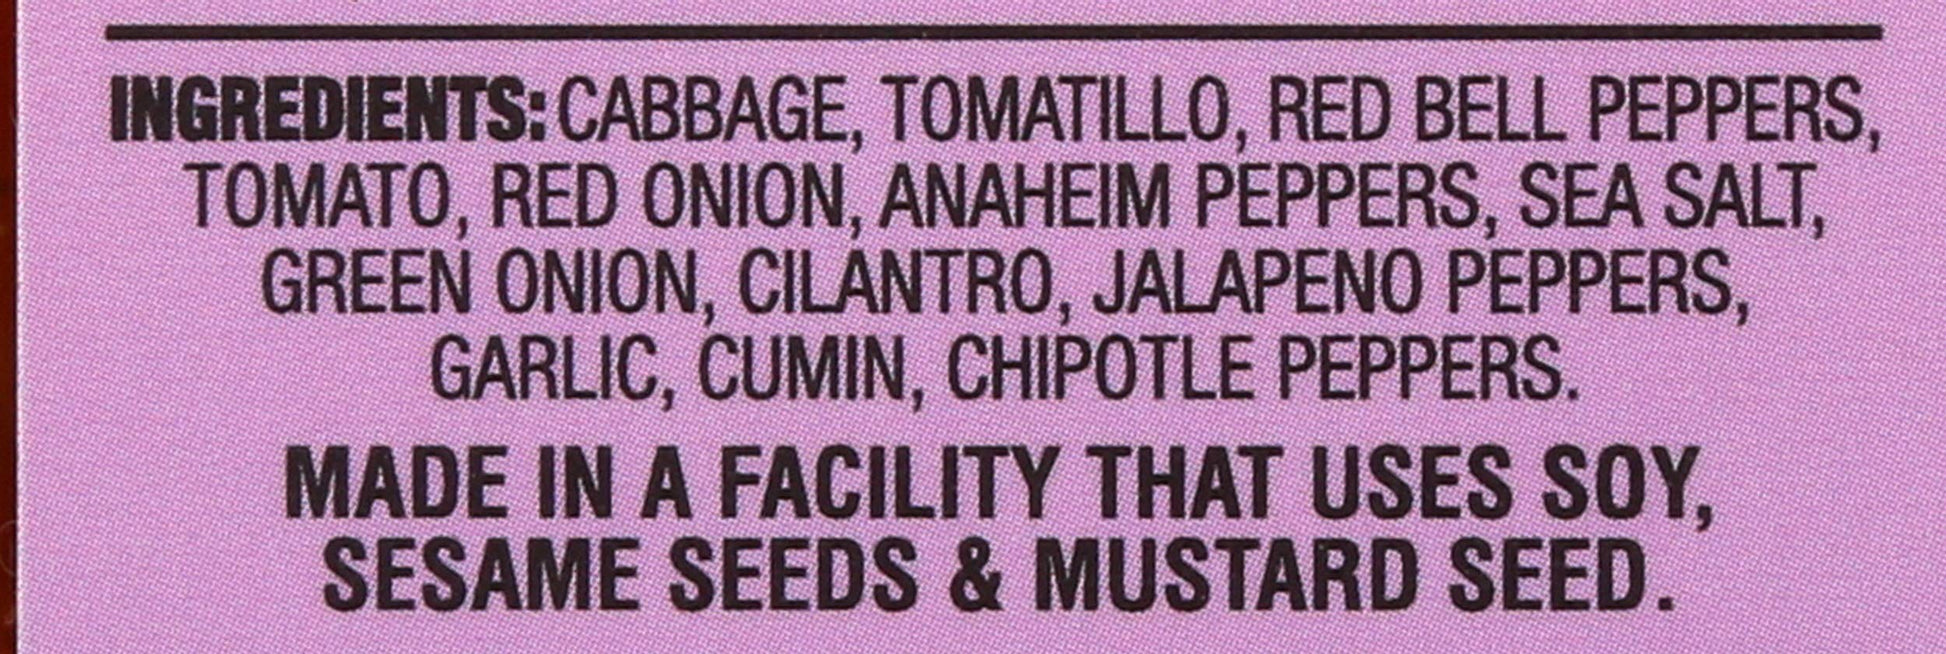 INGREDIENTS: CABBAGE, TOMATILLO, RED BELL PEPPERS,
TOMATO, RED ONION, ANAHEIM PEPPERS, SEA SALT,
GREEN ONION, CILANTRO, JALAPENO PEPPERS,
GARLIC, CUMIN, CHIPOTLE PEPPERS.
MADE IN A FACILITY THAT USES SOY,
SESAME SEEDS & MUSTARD SEED.